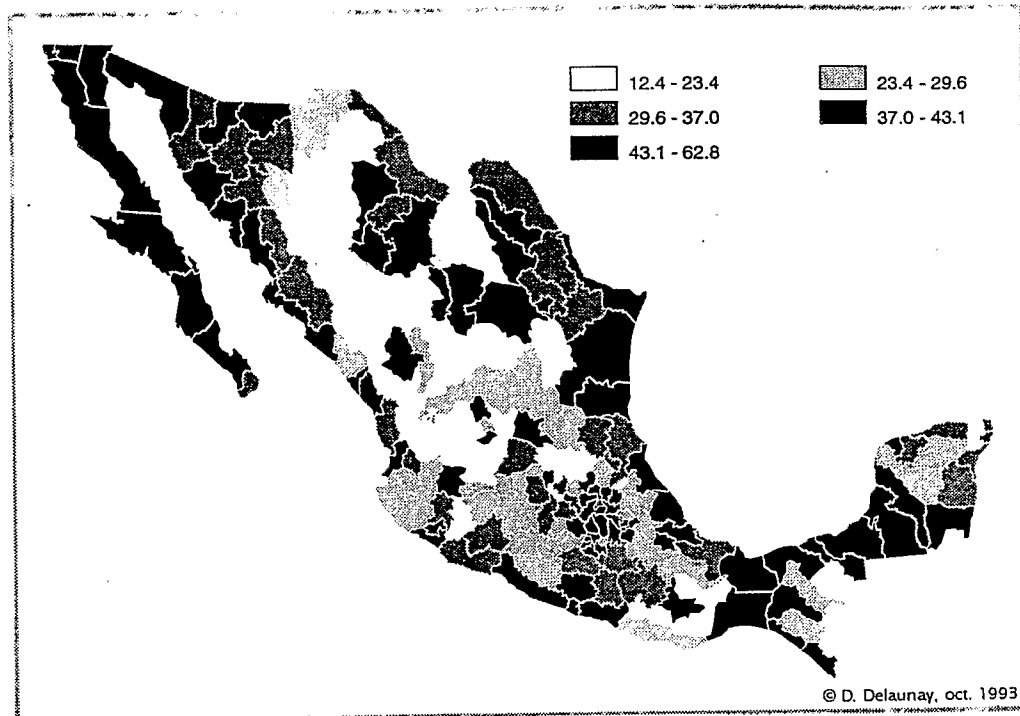 12.4 - 23.4
23.4 - 29.6
29.6 - 37.0
37.0 - 43.1
43.1 - 62.8
© D. Delaunay, oct. 1993